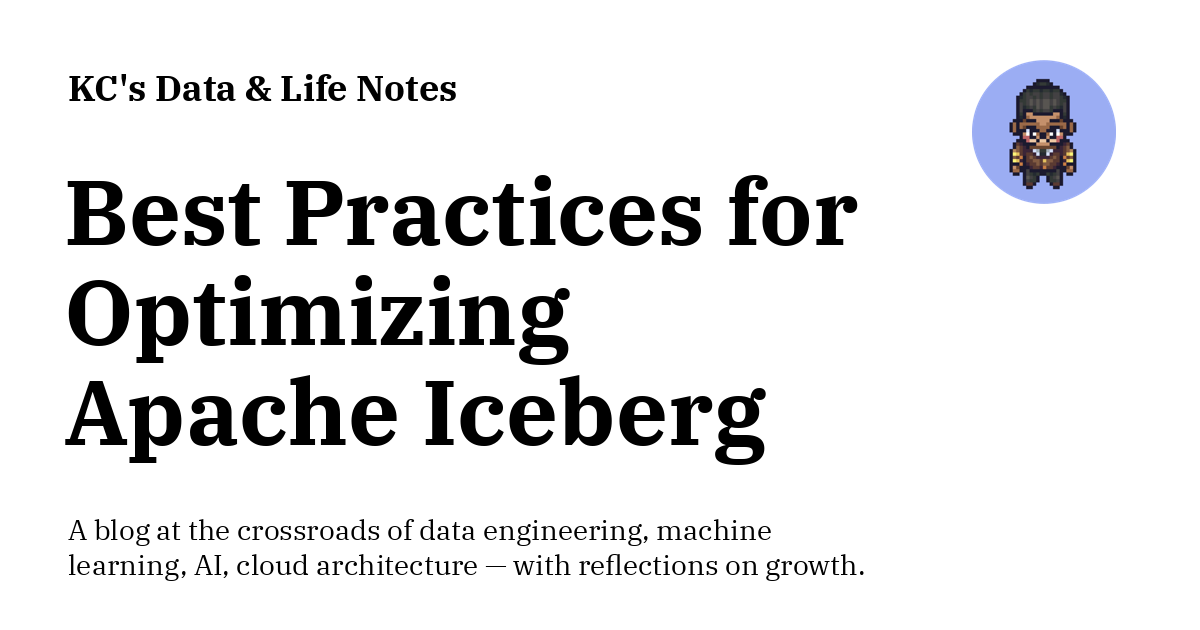 KC's Data & Life Notes
Best Practices for
Optimizing
Apache Iceberg
A blog at the crossroads of data engineering, machine
learning, AI, cloud architecture — with reflections on growth.